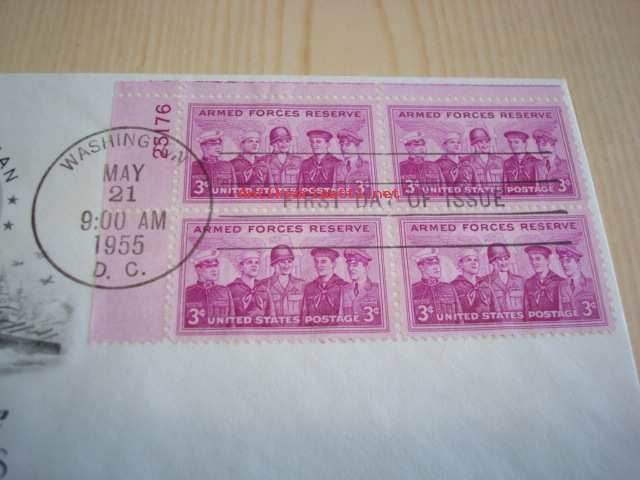 25176
ARMED FORCES RESERVE
3¢ UNITED STATES POSTAGE 3¢
ARMED FORCES RESERVE
3¢ UNITED STATES POSTAGE 3¢
WASHINGTON
MAY
21
9:00 AM
1955
D. C.
FIRST DAY OF ISSUE
ARMED FORCES RESERVE
3¢ UNITED STATES POSTAGE 3¢
ARMED FORCES RESERVE
3¢ UNITED STATES POSTAGE 3¢